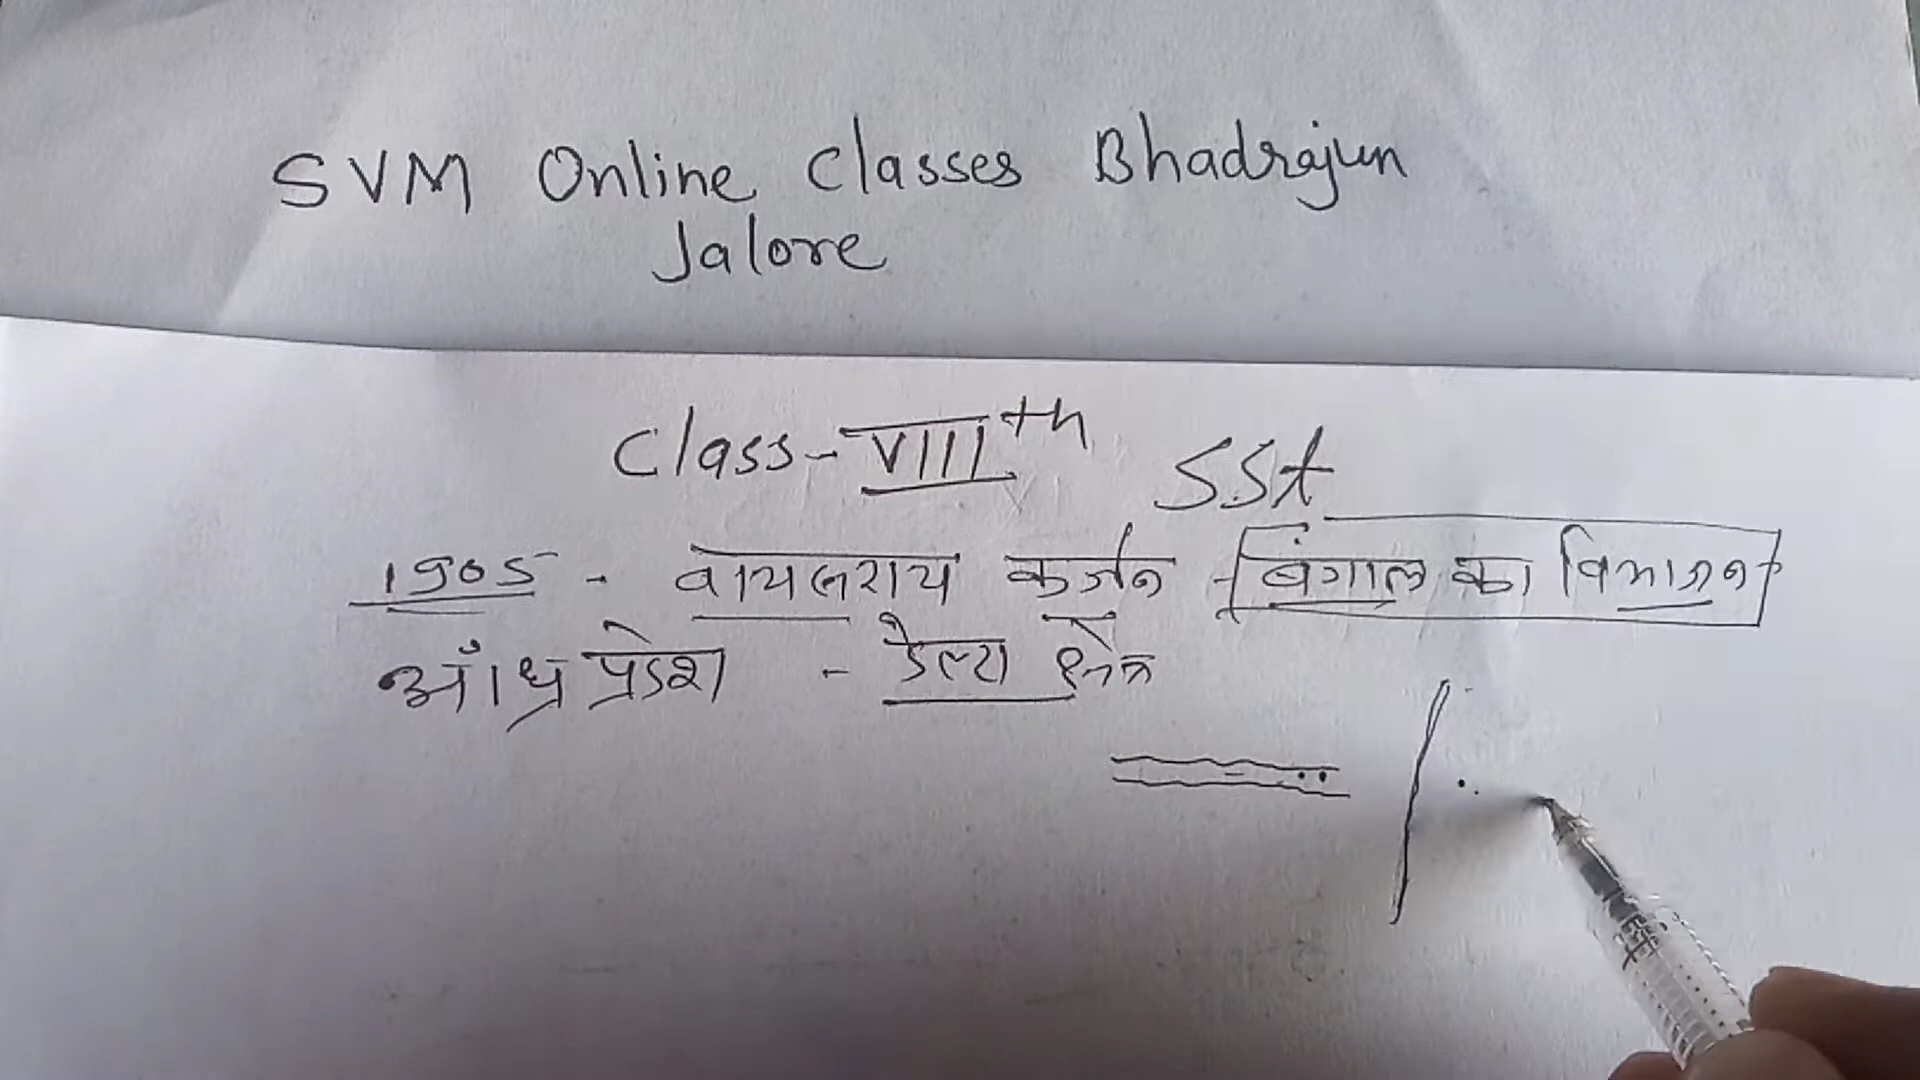 SVM Online Classes Bhadrajun
Jalore
Class-VIIIth SSt
1905 - वायसराय कर्जन - बंगाल का विभाजन
आँध्र प्रदेश - डेल्टा क्षेत्र